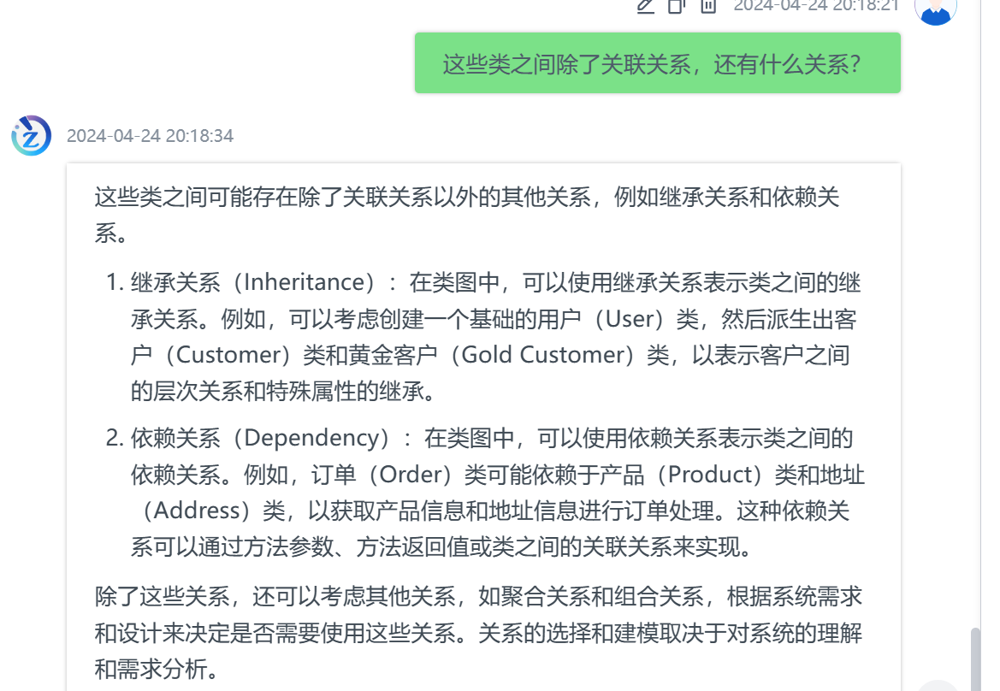 2024-04-24 20:18:21
这些类之间除了关联关系，还有什么关系？
2024-04-24 20:18:34
这些类之间可能存在除了关联关系以外的其他关系，例如继承关系和依赖关
系。
1. 继承关系（Inheritance）：在类图中，可以使用继承关系表示类之间的继
承关系。例如，可以考虑创建一个基础的用户（User）类，然后派生出客
户（Customer）类和黄金客户（Gold Customer）类，以表示客户之间
的层次关系和特殊属性的继承。
2. 依赖关系（Dependency）：在类图中，可以使用依赖关系表示类之间的
依赖关系。例如，订单（Order）类可能依赖于产品（Product）类和地址
（Address）类，以获取产品信息和地址信息进行订单处理。这种依赖关
系可以通过方法参数、方法返回值或类之间的关联关系来实现。
除了这些关系，还可以考虑其他关系，如聚合关系和组合关系，根据系统需求
和设计来决定是否需要使用这些关系。关系的选择和建模取决于对系统的理解
和需求分析。